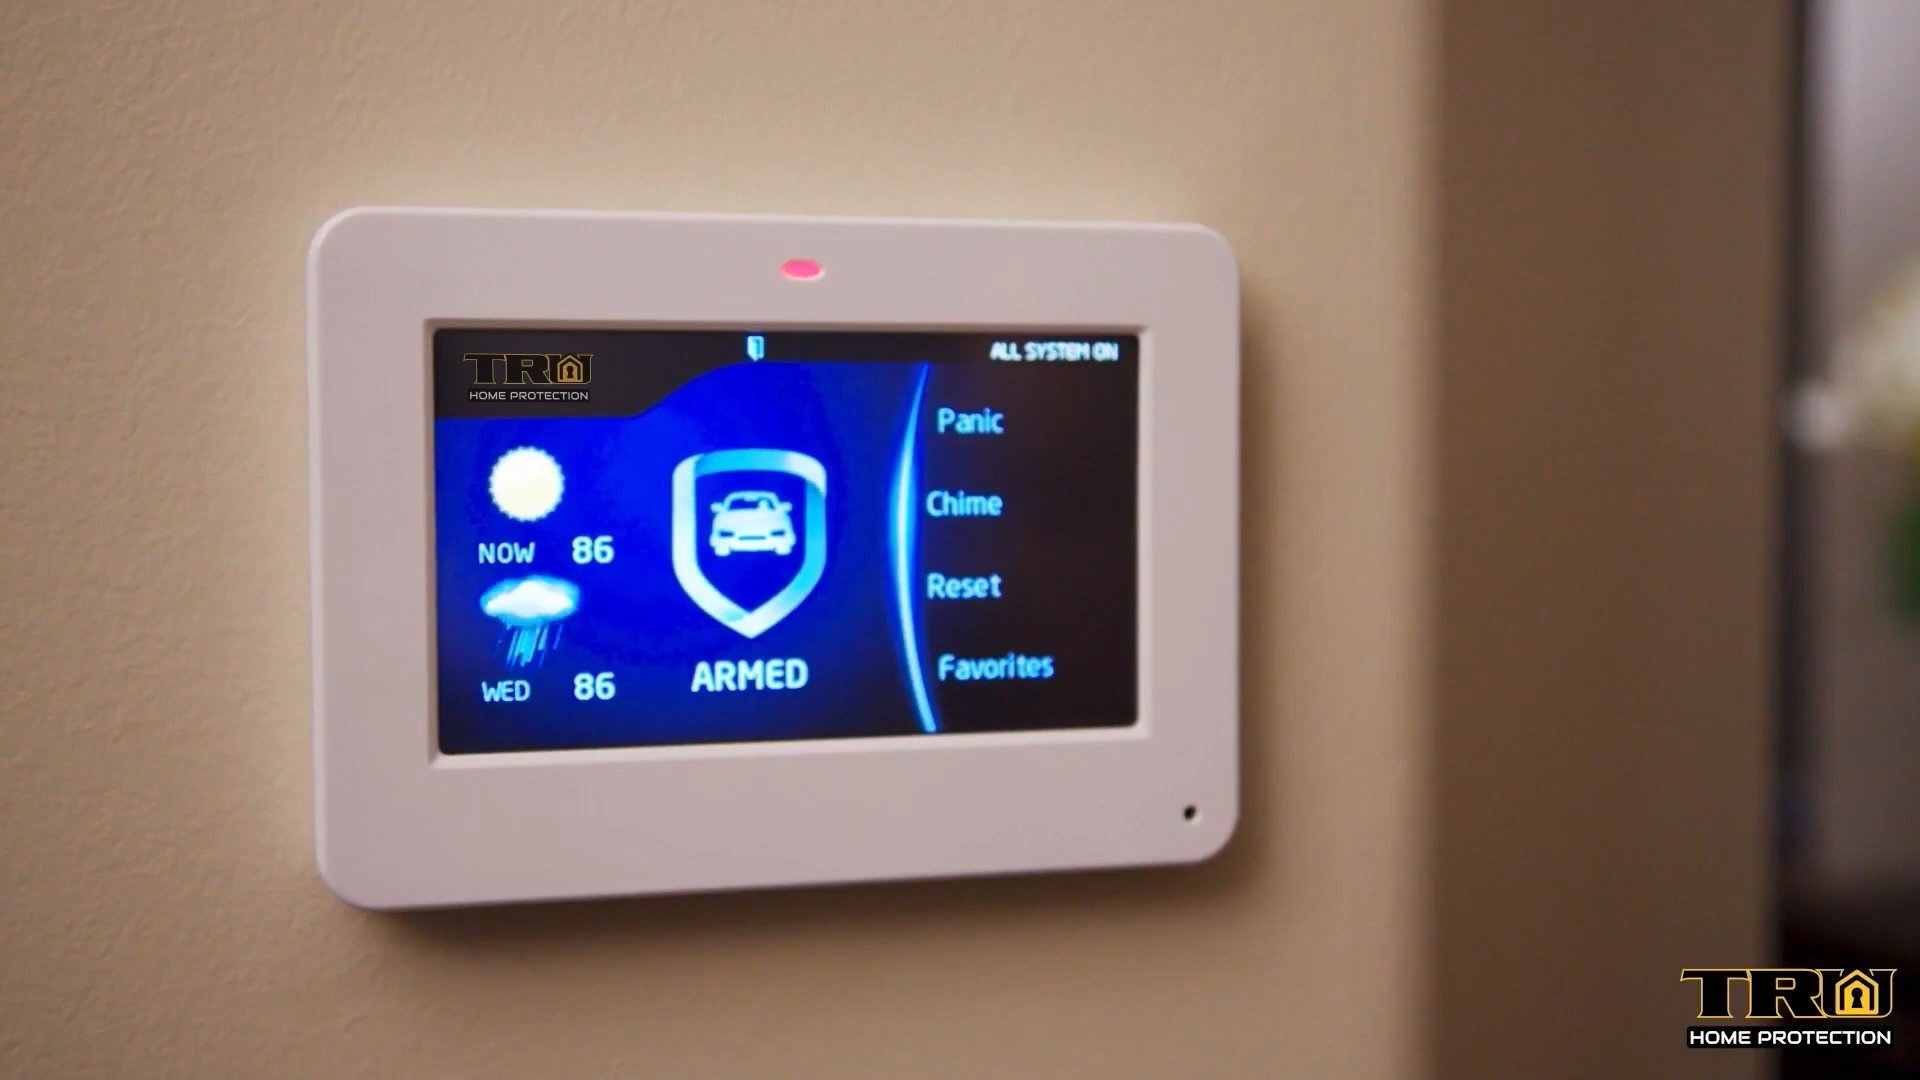 TRU
HOME PROTECTION
ALL SYSTEM ON
Panic
Chime
Reset
Favorites
NOW 86
WED 86
ARMED
TRU
HOME PROTECTION